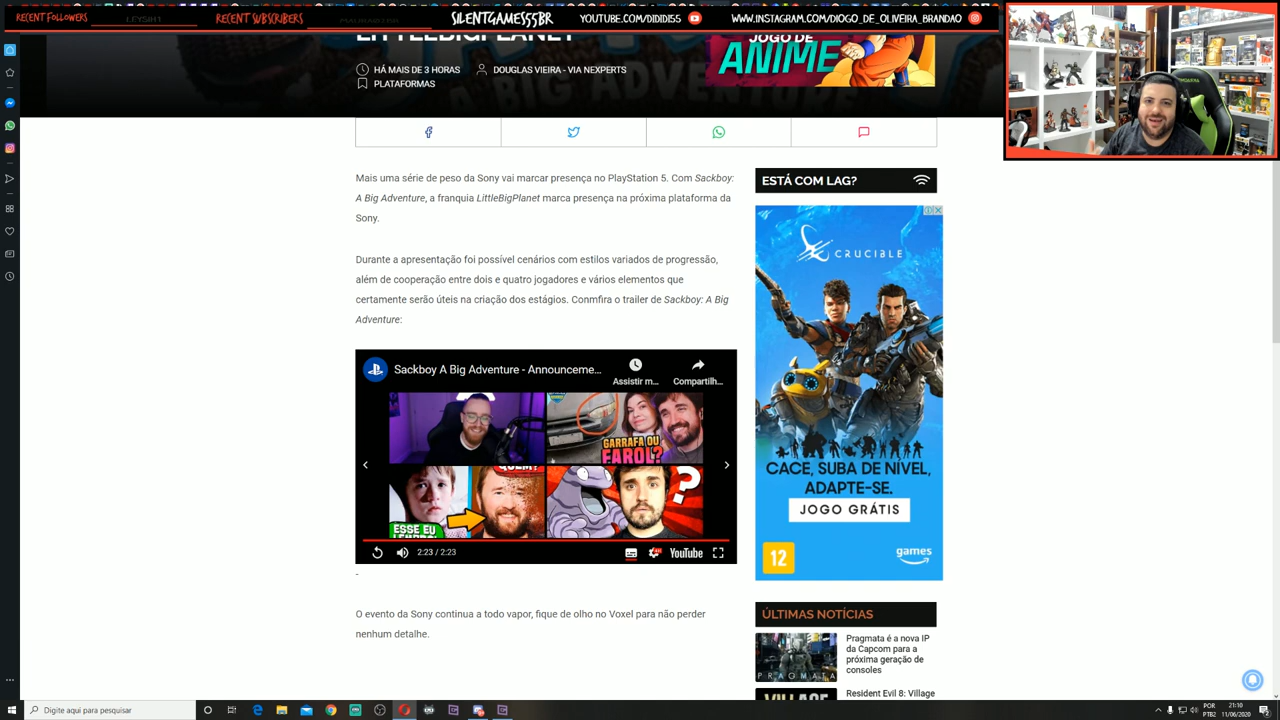 RECENT FOLLOWERS
RECENT SUBSCRIBERS
SILENTGAMES55BR
YOUTUBE.COM/DIDIDI55
WWW.INSTAGRAM.COM/DIOGO_DE_OLIVEIRA_BRANDAO
LITTLEBIGPLANET
HÁ MAIS DE 3 HORAS
DOUGLAS VIEIRA - VIA NEXPERTS
PLATAFORMAS
JOGO DE
ANIME
Mais uma série de peso da Sony vai marcar presença no PlayStation 5. Com Sackboy:
A Big Adventure, a franquia LittleBigPlanet marca presença na próxima plataforma da
Sony.
Durante a apresentação foi possível cenários com estilos variados de progressão,
além de cooperação entre dois e quatro jogadores e vários elementos que
certamente serão úteis na criação dos estágios. Conmfira o trailer de Sackboy: A Big
Adventure:
Sackboy A Big Adventure - Announceme...
Assistir m...
Compartilh...
GARRAFA OU
FAROL?
QUEM?
ESSE EU
LEMBRO!
?
2:23 / 2:23
YouTube
-
O evento da Sony continua a todo vapor, fique de olho no Voxel para não perder
nenhum detalhe.
ESTÁ COM LAG?
CRUCIBLE
CACE, SUBA DE NÍVEL,
ADAPTE-SE.
JOGO GRÁTIS
12
games
ÚLTIMAS NOTÍCIAS
PRAGMATA
Pragmata é a nova IP
da Capcom para a
próxima geração de
consoles
Resident Evil 8: Village
Digite aqui para pesquisar
POR
PTB2
21:10
11/06/2020